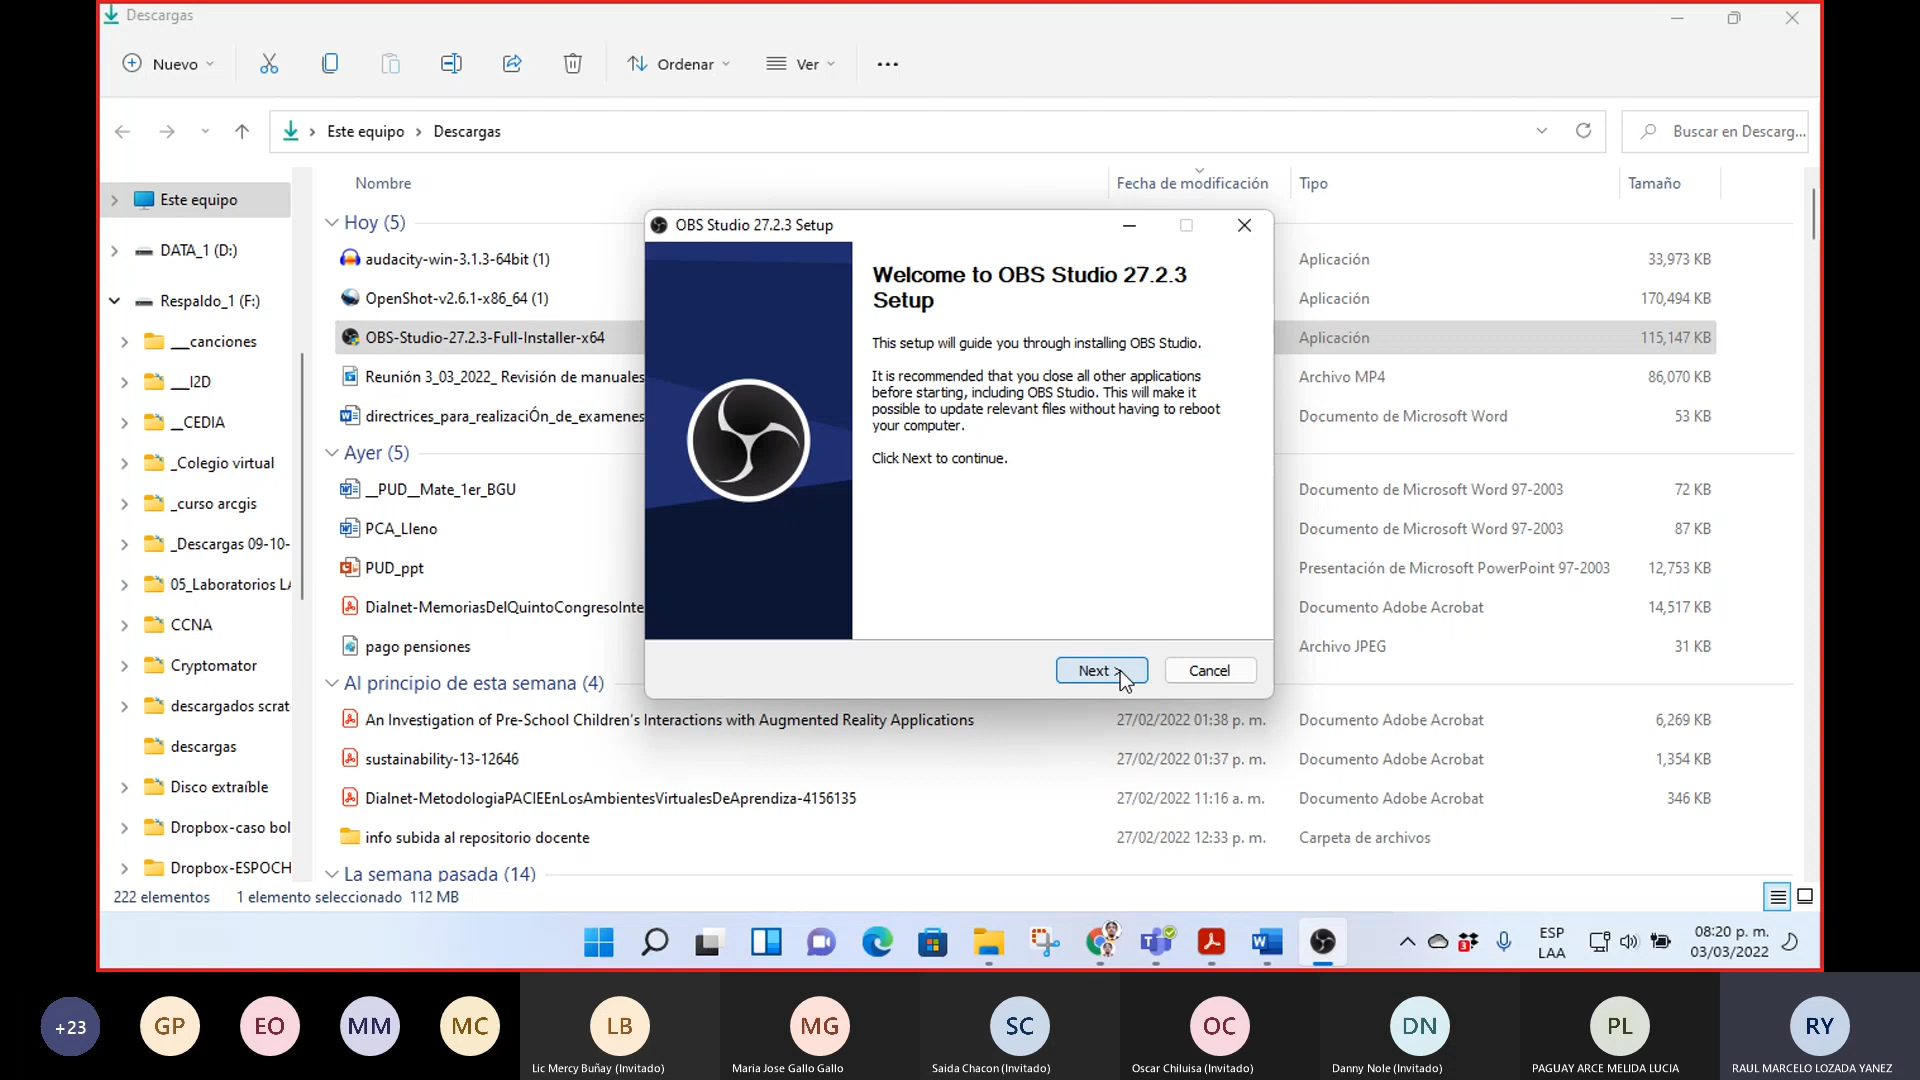 Descargas
Nuevo
Ordenar
Ver
Este equipo
Descargas
Buscar en Descarg...
Nombre
Fecha de modificación
Tipo
Tamaño
Este equipo
DATA_1 (D:)
Respaldo_1 (F:)
__canciones
___I2D
__CEDIA
_Colegio virtual
_curso arcgis
_Descargas 09-10-
05_Laboratorios LA
CCNA
Cryptomator
descargados scrat
descargas
Disco extraíble
Dropbox-caso bol
Dropbox-ESPOCH
Hoy (5)
audacity-win-3.1.3-64bit (1)
Aplicación
33,973 KB
OpenShot-v2.6.1-x86_64 (1)
Aplicación
170,494 KB
OBS-Studio-27.2.3-Full-Installer-x64
Aplicación
115,147 KB
Reunión 3_03_2022_ Revisión de manuales
Archivo MP4
86,070 KB
directrices_para_realizaciÓn_de_examenes
Documento de Microsoft Word
53 KB
Ayer (5)
__PUD__Mate_1er_BGU
Documento de Microsoft Word 97-2003
72 KB
PCA_Lleno
Documento de Microsoft Word 97-2003
87 KB
PUD_ppt
Presentación de Microsoft PowerPoint 97-2003
12,753 KB
Dialnet-MemoriasDelQuintoCongresoInte
Documento Adobe Acrobat
14,517 KB
pago pensiones
Archivo JPEG
31 KB
Al principio de esta semana (4)
An Investigation of Pre-School Children's Interactions with Augmented Reality Applications
27/02/2022 01:38 p. m.
Documento Adobe Acrobat
6,269 KB
sustainability-13-12646
27/02/2022 01:37 p. m.
Documento Adobe Acrobat
1,354 KB
Dialnet-MetodologiaPACIEEnLosAmbientesVirtualesDeAprendiza-4156135
27/02/2022 11:16 a. m.
Documento Adobe Acrobat
346 KB
info subida al repositorio docente
27/02/2022 12:33 p. m.
Carpeta de archivos
La semana pasada (14)
OBS Studio 27.2.3 Setup
Welcome to OBS Studio 27.2.3
Setup
This setup will guide you through installing OBS Studio.
It is recommended that you close all other applications
before starting, including OBS Studio. This will make it
possible to update relevant files without having to reboot
your computer.
Click Next to continue.
Next >
Cancel
222 elementos
1 elemento seleccionado 112 MB
3
ESP
LAA
08:20 p. m.
03/03/2022
+23
GP
EO
MM
MC
LB
Lic Mercy Buñay (Invitado)
MG
Maria Jose Gallo Gallo
SC
Saida Chacon (Invitado)
OC
Oscar Chiluisa (Invitado)
DN
Danny Nole (Invitado)
PL
PAGUAY ARCE MELIDA LUCIA
RY
RAUL MARCELO LOZADA YANEZ